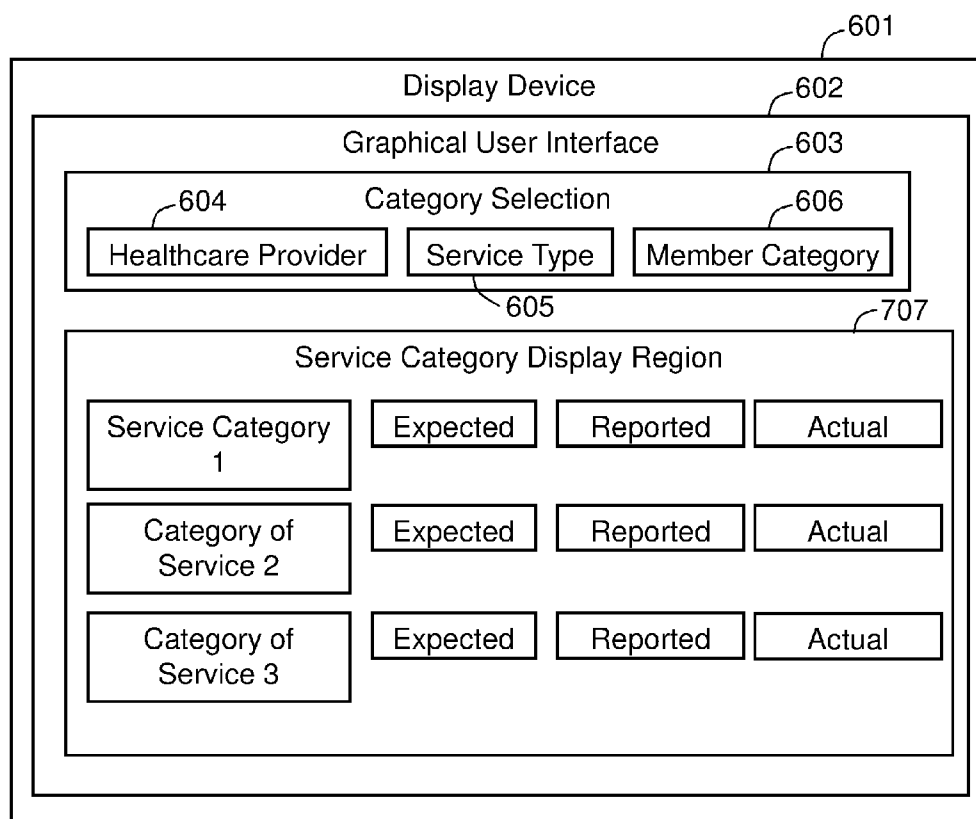 601
Display Device
602
Graphical User Interface
603
Category Selection
604
606
Healthcare Provider
Service Type
Member Category
605
707
Service Category Display Region
Service Category
1
Expected
Reported
Actual
Category of
Service 2
Expected
Reported
Actual
Category of
Service 3
Expected
Reported
Actual